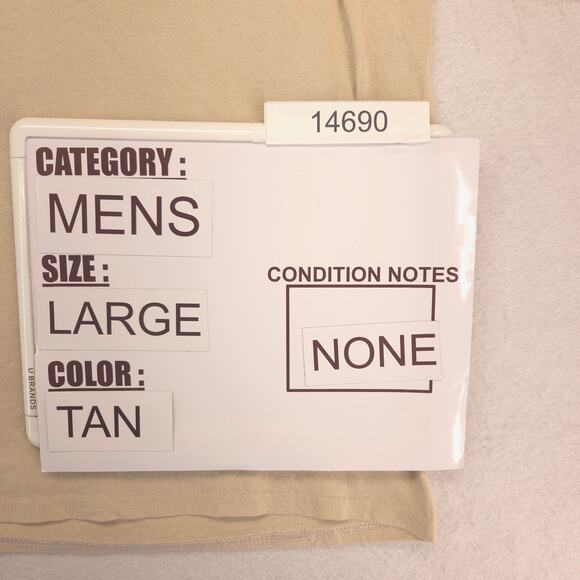 14690
CATEGORY :
MENS
SIZE :
LARGE
COLOR :
TAN
CONDITION NOTES
NONE
U BRANDS